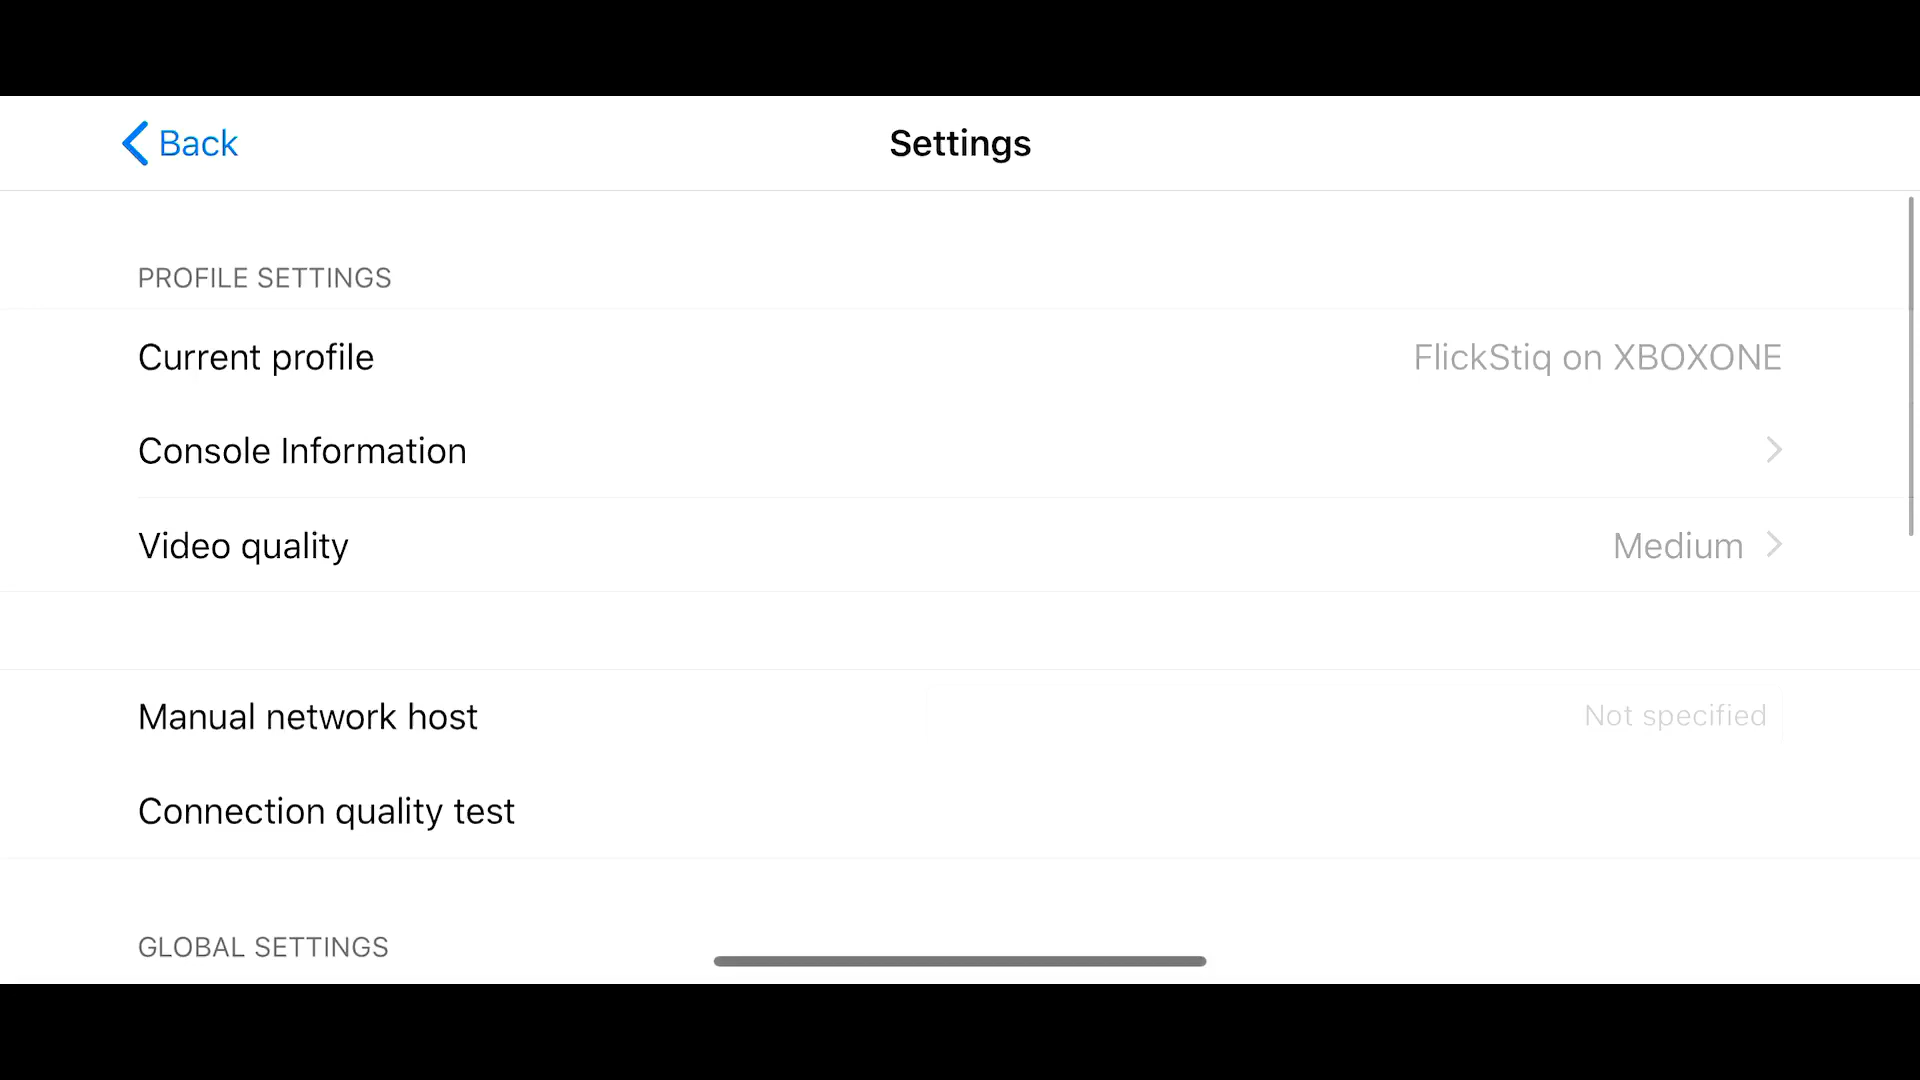 Back
Settings
PROFILE SETTINGS
Current profile FlickStiq on XBOXONE
Console Information
Video quality Medium
Manual network host Not specified
Connection quality test
GLOBAL SETTINGS